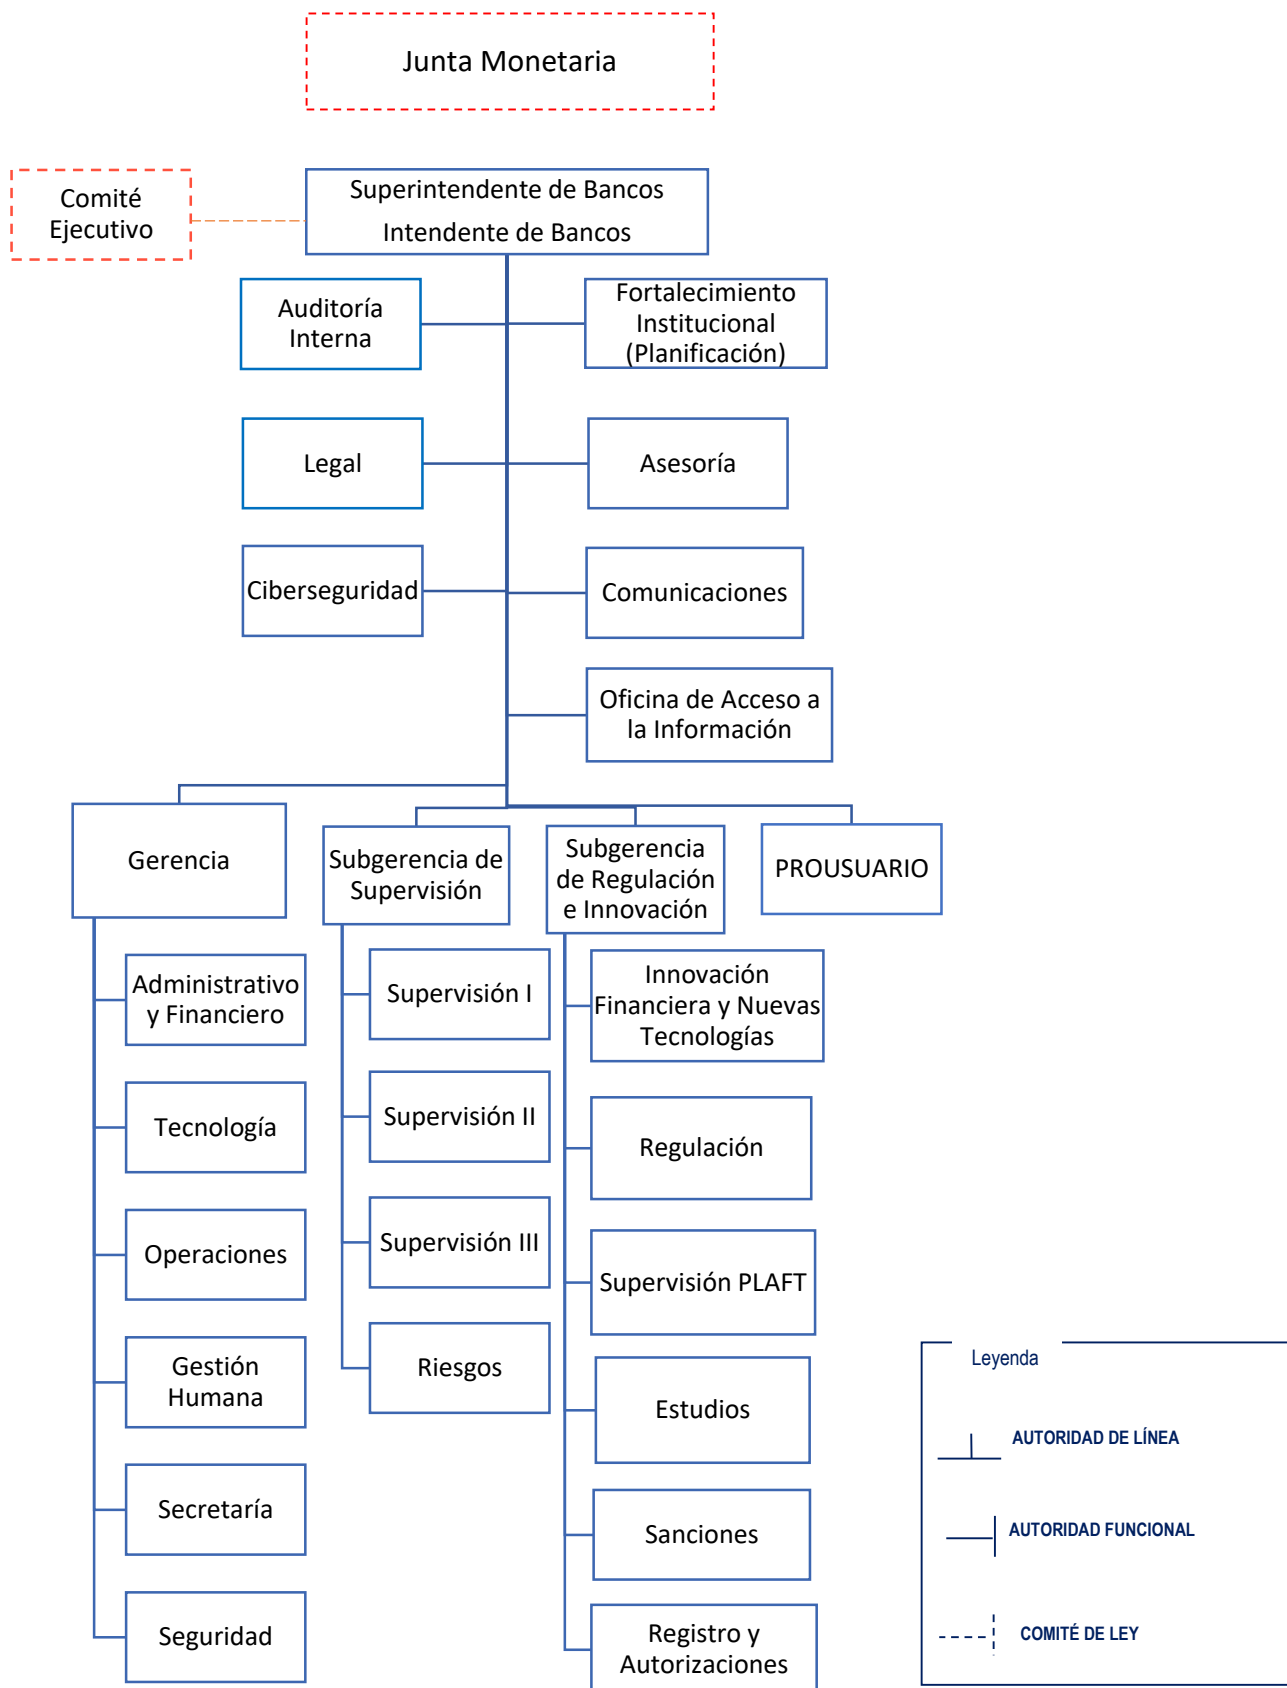 Junta Monetaria
Comité
Ejecutivo
Superintendente de Bancos
Intendente de Bancos
Auditoría
Interna
Fortalecimiento
Institucional
(Planificación)
Legal
Asesoría
Ciberseguridad
Comunicaciones
Oficina de Acceso a
la Información
Gerencia
Subgerencia de
Supervisión
Subgerencia
de Regulación
e Innovación
PROUSUARIO
Administrativo
y Financiero
Tecnología
Operaciones
Gestión
Humana
Secretaría
Seguridad
Supervisión I
Supervisión II
Supervisión III
Riesgos
Innovación
Financiera y Nuevas
Tecnologías
Regulación
Supervisión PLAFT
Estudios
Sanciones
Registro y
Autorizaciones
Leyenda
AUTORIDAD DE LÍNEA
AUTORIDAD FUNCIONAL
COMITÉ DE LEY